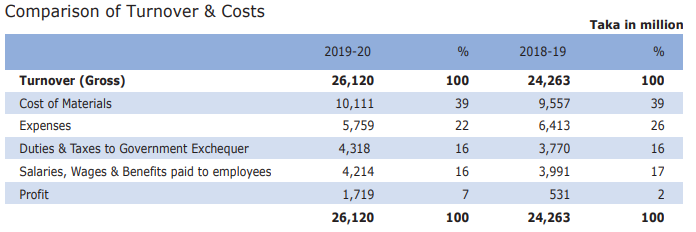 Comparison of Turnover & Costs
Taka in million
2019-20 % 2018-19 %
Turnover (Gross) 26,120 100 24,263 100
Cost of Materials 10,111 39 9,557 39
Expenses 5,759 22 6,413 26
Duties & Taxes to Government Exchequer 4,318 16 3,770 16
Salaries, Wages & Benefits paid to employees 4,214 16 3,991 17
Profit 1,719 7 531 2
26,120 100 24,263 100